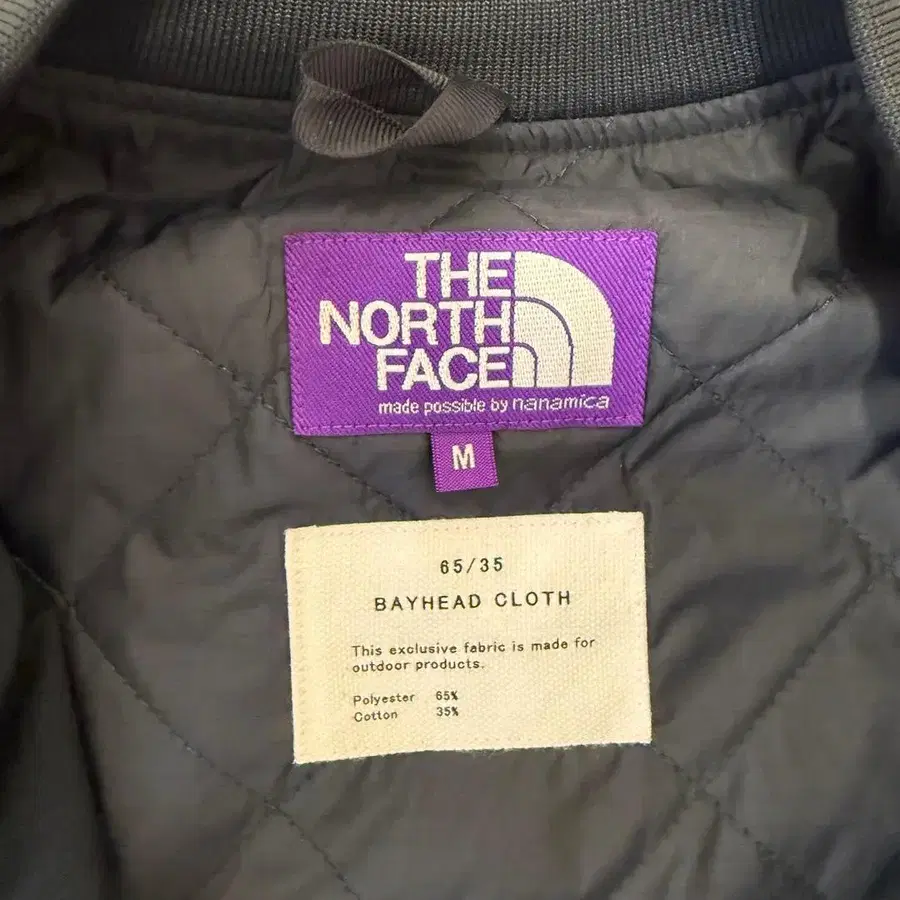 THE
NORTH
FACE
made possible by nanamica
M
65/35
BAYHEAD CLOTH
This exclusive fabric is made for
outdoor products.
Polyester 65%
Cotton 35%